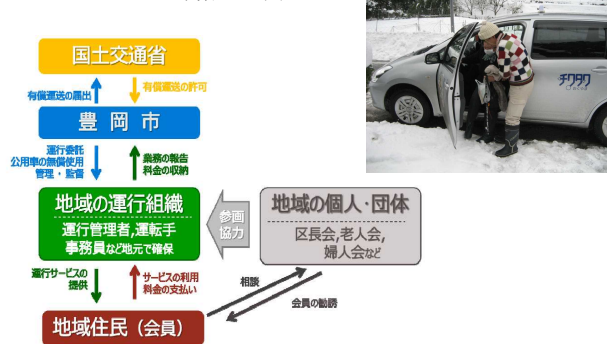 国土交通省
有償運送の届出
有償運送の許可
豊岡市
運行委託
公用車の無償使用
管理・監督
業務の報告
料金の収納
地域の運行組織
運行管理者,運転手
事務員など地元で確保
参画
協力
地域の個人・団体
区長会,老人会,
婦人会など
運行サービスの
提供
サービスの利用
料金の支払い
相談
会員の勧誘
地域住民（会員）
チクタク